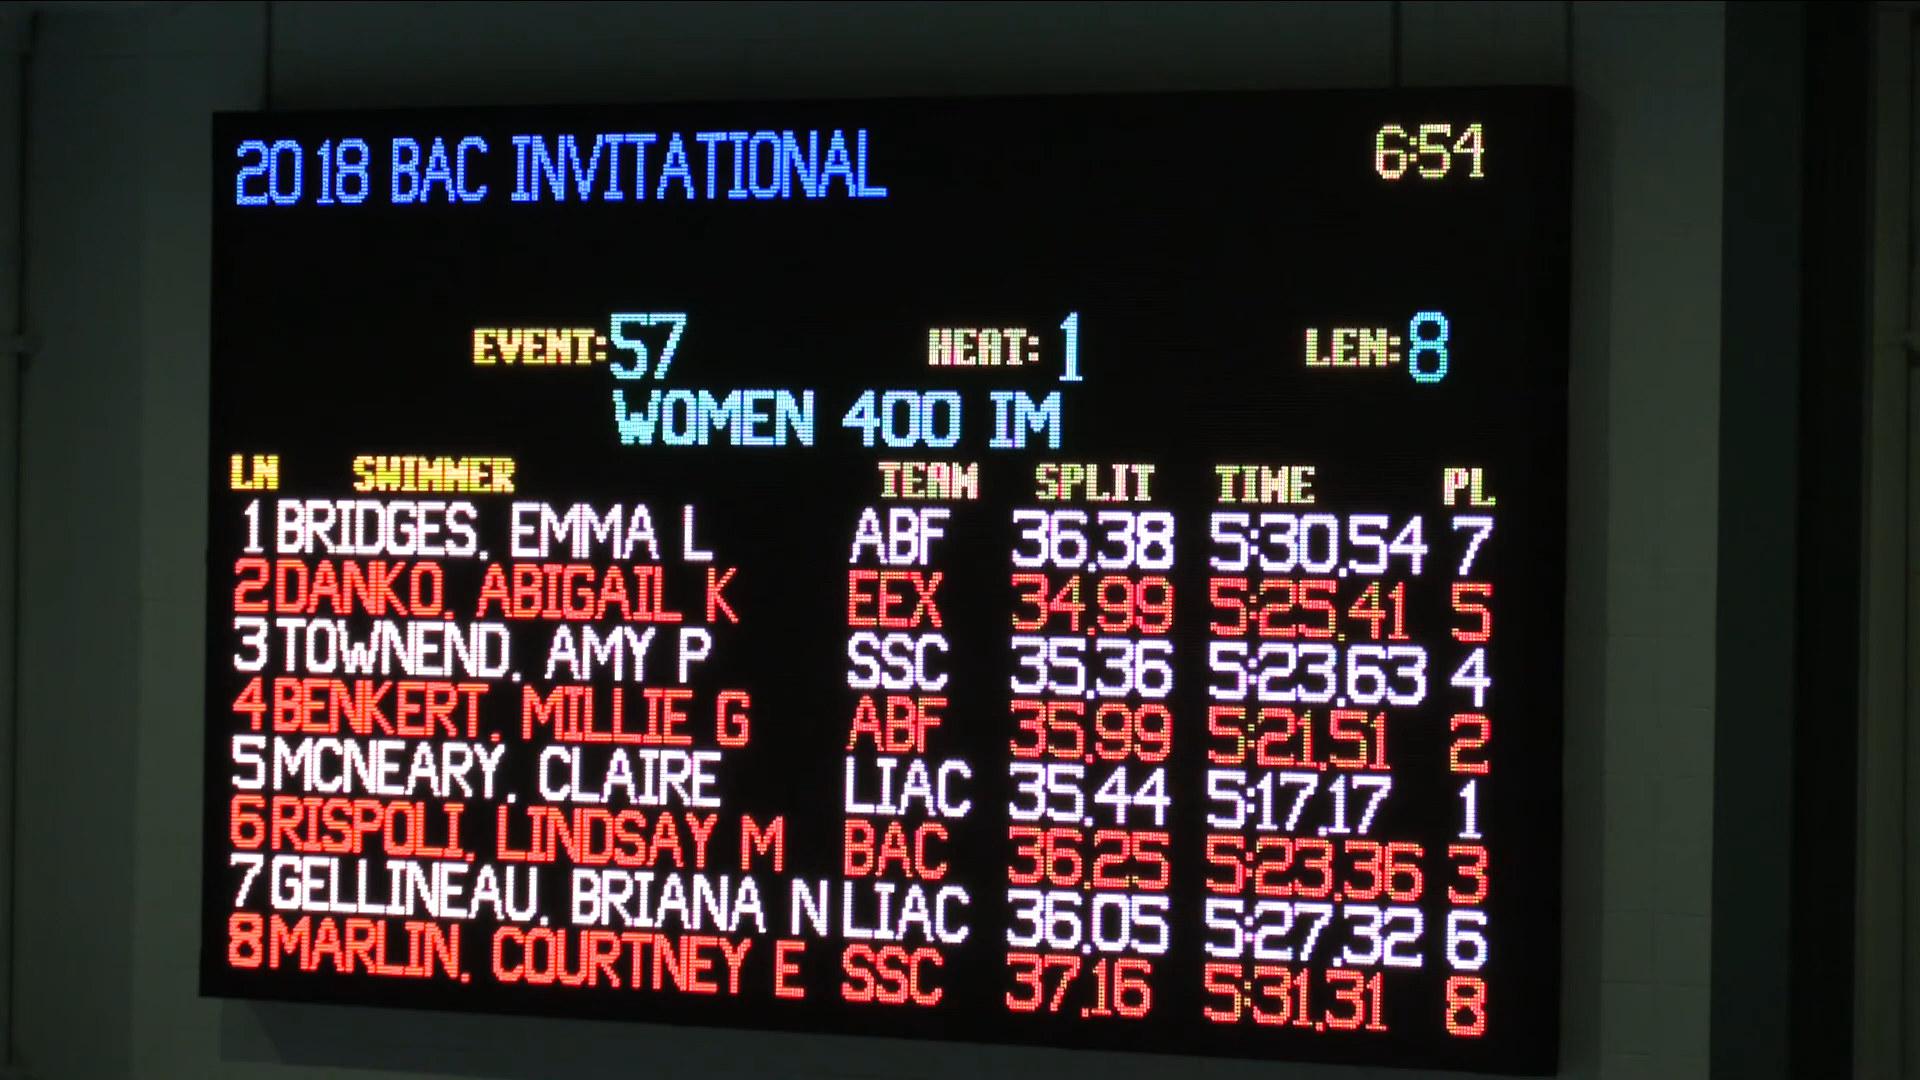 2018 BAC INVITATIONAL 6:54
EVENT:57 HEAT: 1 LEN:8
WOMEN 400 IM
LN SWIMMER TEAM SPLIT TIME PL
1 BRIDGES, EMMA L ABF 36.38 5:30.54 7
2 DANKO, ABIGAIL K EEX 34.99 5:25.41 5
3 TOWNEND, AMY P SSC 35.36 5:23.63 4
4 BENKERT, MILLIE G ABF 35.99 5:21.51 2
5 MCNEARY, CLAIRE LIAC 35.44 5:17.17 1
6 RISPOLI, LINDSAY M BAC 36.25 5:23.36 3
7 GELLINEAU, BRIANA N LIAC 36.05 5:27.32 6
8 MARLIN, COURTNEY E SSC 37.16 5:31.31 8